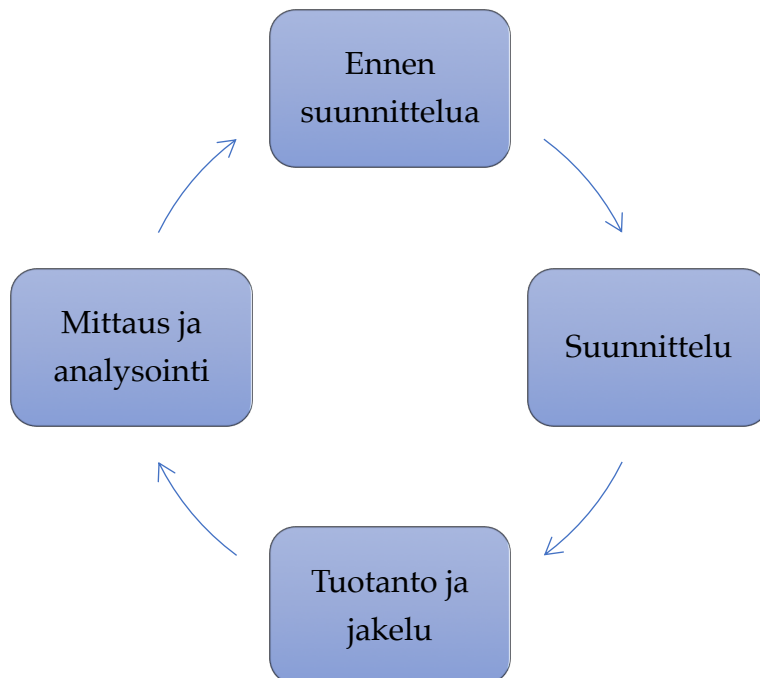 Ennen
suunnittelua
Suunnittelu
Tuotanto ja
jakelu
Mittaus ja
analysointi